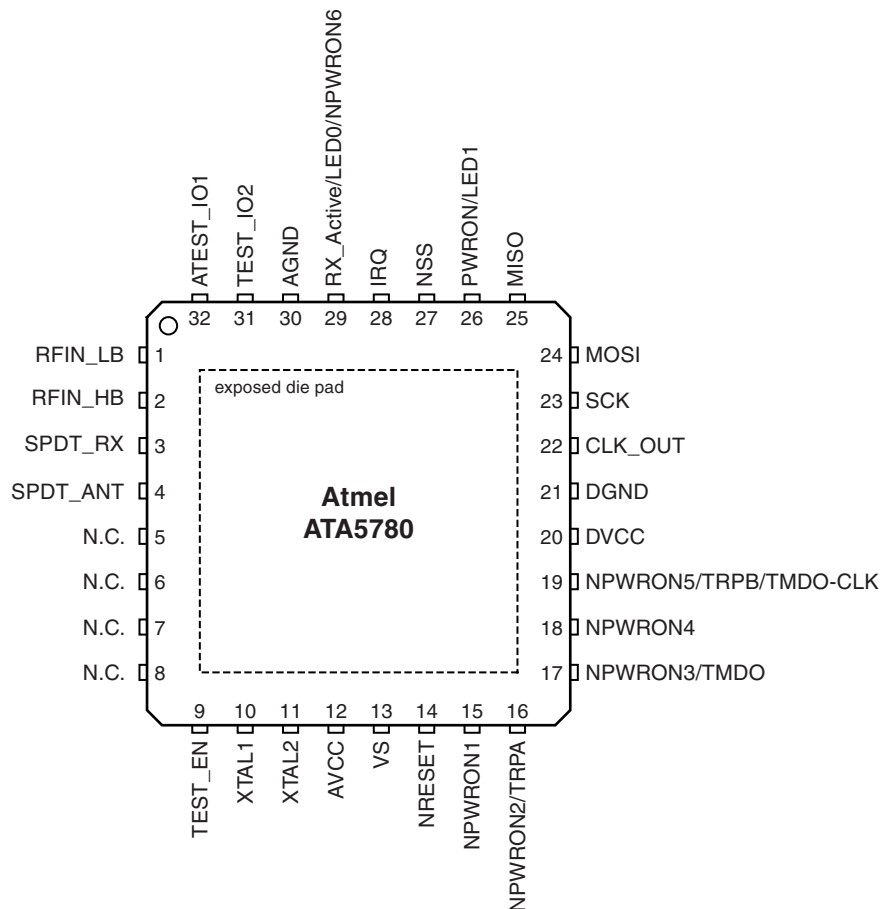 ATEST_IO1
TEST_IO2
AGND
RX_Active/LED0/NPWRON6
IRQ
NSS
PWRON/LED1
MISO
32 31 30 29 28 27 26 25
RFIN_LB 1
RFIN_HB 2
SPDT_RX 3
SPDT_ANT 4
N.C. 5
N.C. 6
N.C. 7
N.C. 8
exposed die pad
Atmel
ATA5780
24 MOSI
23 SCK
22 CLK_OUT
21 DGND
20 DVCC
19 NPWRON5/TRPB/TMDO-CLK
18 NPWRON4
17 NPWRON3/TMDO
9 10 11 12 13 14 15 16
TEST_EN
XTAL1
XTAL2
AVCC
VS
NRESET
NPWRON1
NPWRON2/TRPA